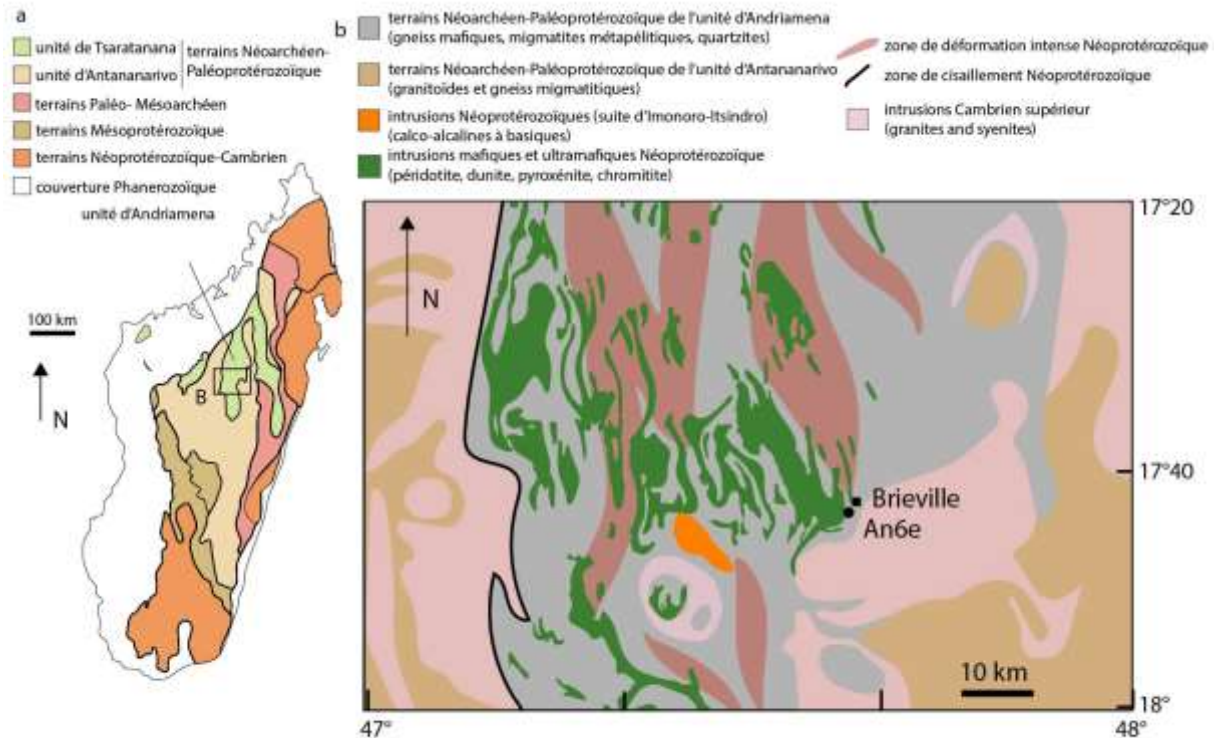 a
unité de Tsaratanana
unité d'Antananarivo
terrains Néoarchéen-
Paléoprotérozoïque
terrains Paléo- Mésoarchéen
terrains Mésoprotérozoïque
terrains Néoprotérozoïque-Cambrien
couverture Phanerozoïque
unité d'Andriamena
100 km
N
B
b
terrains Néoarchéen-Paléoprotérozoïque de l'unité d'Andriamena
(gneiss mafiques, migmatites métapélitiques, quartzites)
terrains Néoarchéen-Paléoprotérozoïque de l'unité d'Antananarivo
(granitoïdes et gneiss migmatitiques)
intrusions Néoprotérozoïques (suite d'Imonoro-Itsindro)
(calco-alcalines à basiques)
intrusions mafiques et ultramafiques Néoprotérozoïque
(péridotite, dunite, pyroxénite, chromitite)
zone de déformation intense Néoprotérozoïque
zone de cisaillement Néoprotérozoïque
intrusions Cambrien supérieur
(granites and syenites)
N
17°20
17°40
Brieville
An6e
10 km
18°
47°
48°